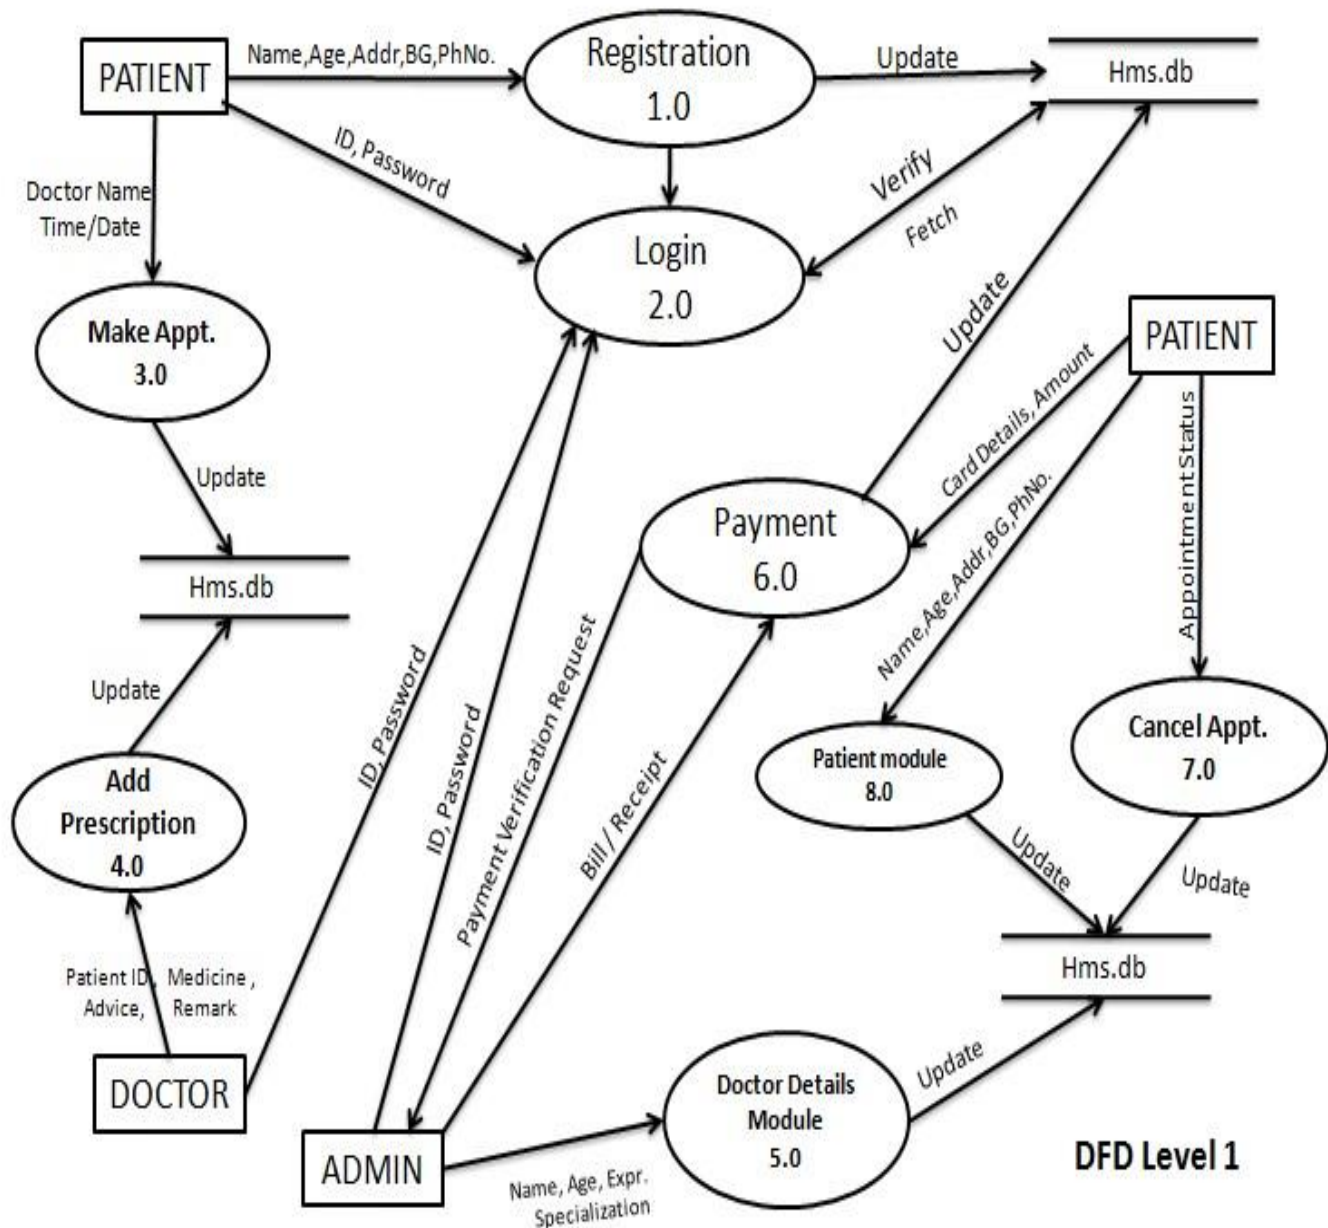 PATIENT
Name,Age,Addr,BG,PhNo.
Registration
1.0
Update
Hms.db
ID, Password
Verify
Fetch
Doctor Name
Time/Date
Login
2.0
Update
Make Appt.
3.0
PATIENT
Card Details, Amount
Name,Age,Addr,BG,PhNo.
AppointmentStatus
Update
Payment
6.0
Hms.db
Update
ID, Password
ID, Password
Payment Verification Request
Bill / Receipt
Patient module
8.0
Cancel Appt.
7.0
Add
Prescription
4.0
Update
Update
Hms.db
Patient ID, Medicine ,
Advice, Remark
DOCTOR
ADMIN
Name, Age, Expr.
Specialization
Doctor Details
Module
5.0
Update
DFD Level 1